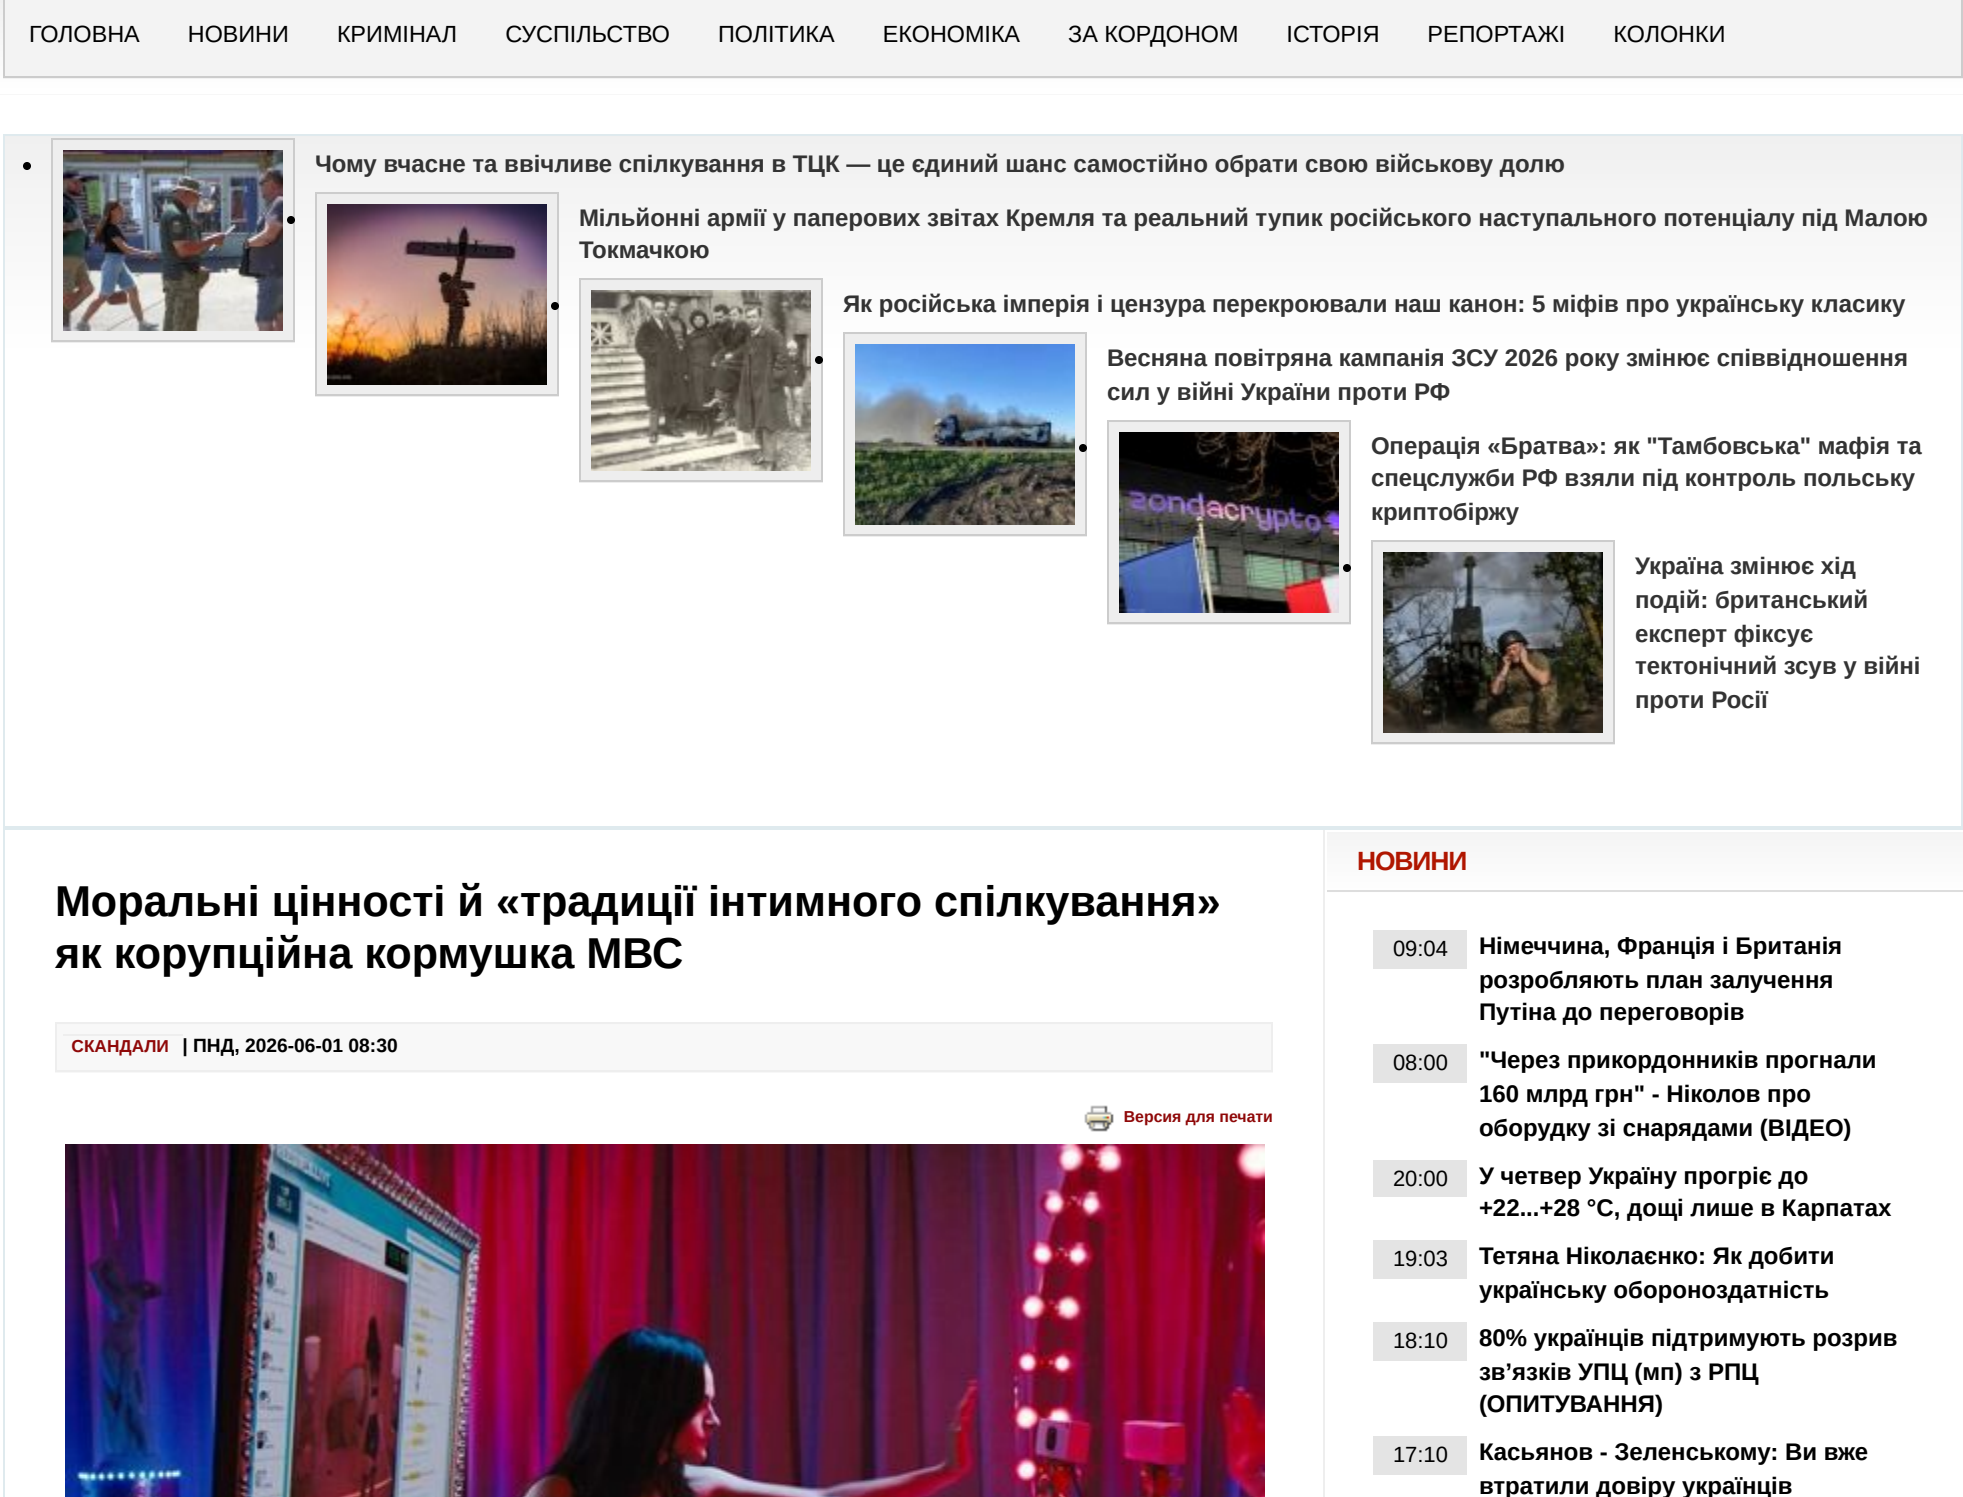 ГОЛОВНА НОВИНИ КРИМІНАЛ СУСПІЛЬСТВО ПОЛІТИКА ЕКОНОМІКА ЗА КОРДОНОМ ІСТОРІЯ РЕПОРТАЖІ КОЛОНКИ
Чому вчасне та ввічливе спілкування в ТЦК — це єдиний шанс самостійно обрати свою військову долю
Мільйонні армії у паперових звітах Кремля та реальний тупик російського наступального потенціалу під Малою
Токмачкою
Як російська імперія і цензура перекроювали наш канон: 5 міфів про українську класику
Весняна повітряна кампанія ЗСУ 2026 року змінює співвідношення
сил у війні України проти РФ
zondacrypto
Операція «Братва»: як "Тамбовська" мафія та
спецслужби РФ взяли під контроль польську
криптобіржу
Україна змінює хід
подій: британський
експерт фіксує
тектонічний зсув у війні
проти Росії
Моральні цінності й «традиції інтимного спілкування»
як корупційна кормушка МВС
СКАНДАЛИ | ПНД, 2026-06-01 08:30
Версия для печати
НОВИНИ
09:04 Німеччина, Франція і Британія
розробляють план залучення
Путіна до переговорів
08:00 "Через прикордонників прогнали
160 млрд грн" - Ніколов про
оборудку зі снарядами (ВІДЕО)
20:00 У четвер Україну прогріє до
+22...+28 °С, дощі лише в Карпатах
19:03 Тетяна Ніколаєнко: Як добити
українську обороноздатність
18:10 80% українців підтримують розрив
зв’язків УПЦ (мп) з РПЦ
(ОПИТУВАННЯ)
17:10 Касьянов - Зеленському: Ви вже
втратили довіру українців